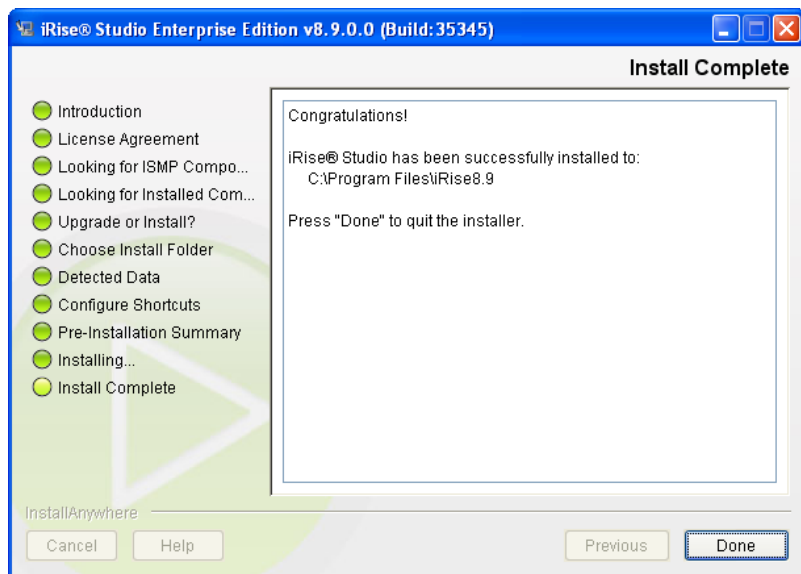 iRise® Studio Enterprise Edition v8.9.0.0 (Build:35345)
Install Complete
Introduction
License Agreement
Looking for ISMP Compo...
Looking for Installed Com...
Upgrade or Install?
Choose Install Folder
Detected Data
Configure Shortcuts
Pre-Installation Summary
Installing...
Install Complete
Congratulations!
iRise® Studio has been successfully installed to:
C:\Program Files\iRise8.9
Press "Done" to quit the installer.
InstallAnywhere
Cancel
Help
Previous
Done